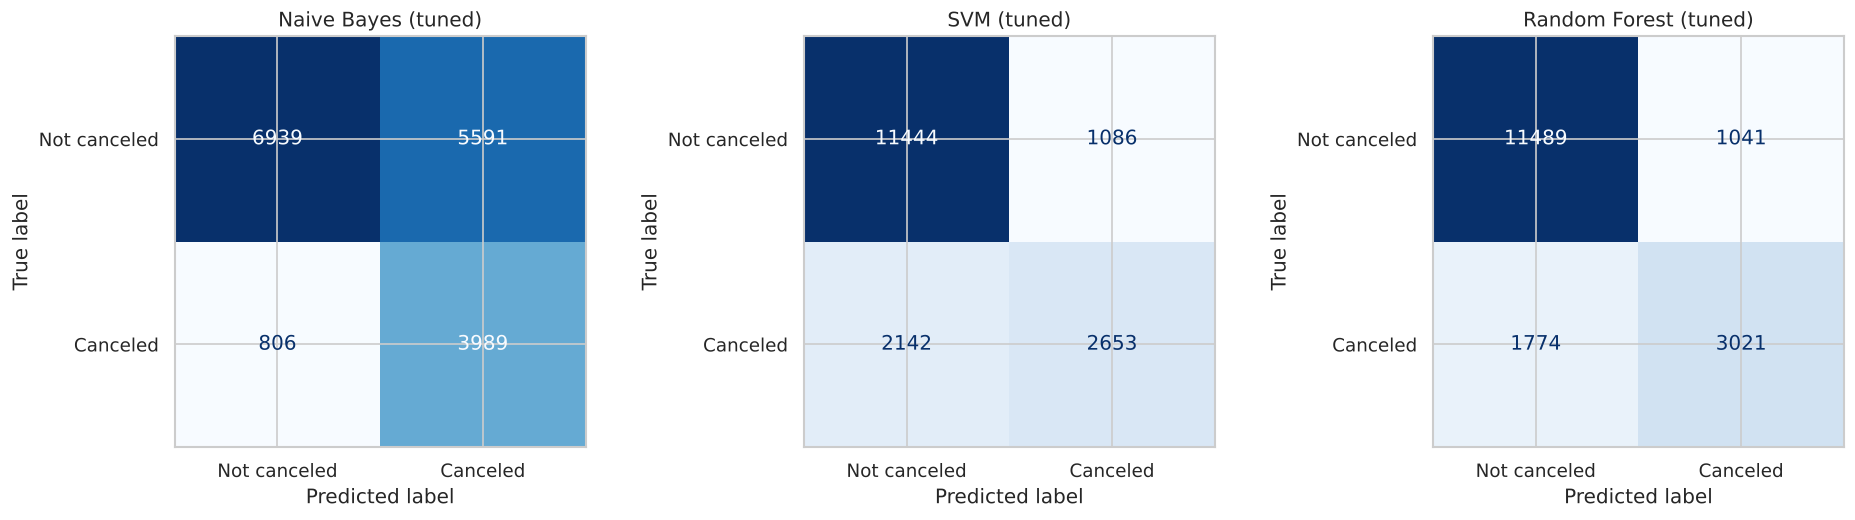 Naive Bayes (tuned)
True label
Not canceled
6939 5591
Canceled
806 3989
Not canceled Canceled
Predicted label
SVM (tuned)
True label
Not canceled
11444 1086
Canceled
2142 2653
Not canceled Canceled
Predicted label
Random Forest (tuned)
True label
Not canceled
11489 1041
Canceled
1774 3021
Not canceled Canceled
Predicted label